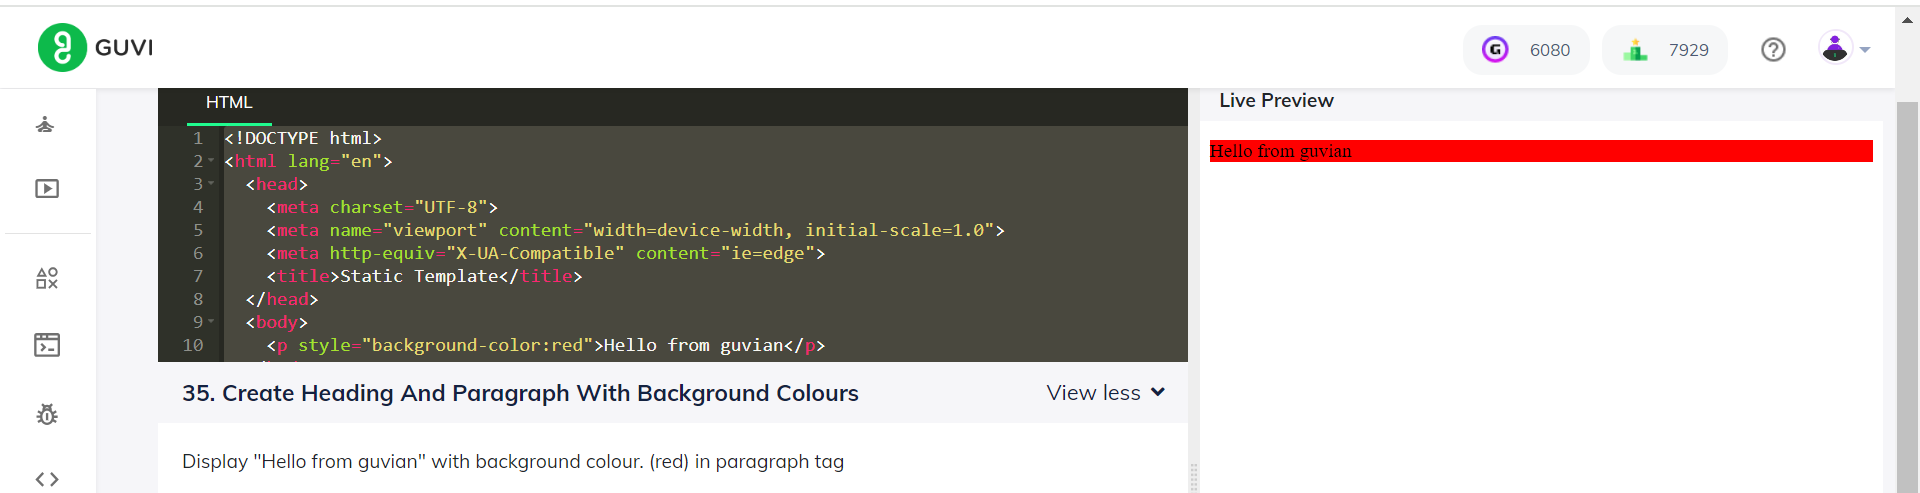 GUVI
6080
7929
HTML
1 <!DOCTYPE html>
2 <html lang="en">
3 <head>
4 <meta charset="UTF-8">
5 <meta name="viewport" content="width=device-width, initial-scale=1.0">
6 <meta http-equiv="X-UA-Compatible" content="ie=edge">
7 <title>Static Template</title>
8 </head>
9 <body>
10 <p style="background-color:red">Hello from guvian</p>
35. Create Heading And Paragraph With Background Colours
View less
Display "Hello from guvian" with background colour. (red) in paragraph tag
Live Preview
Hello from guvian